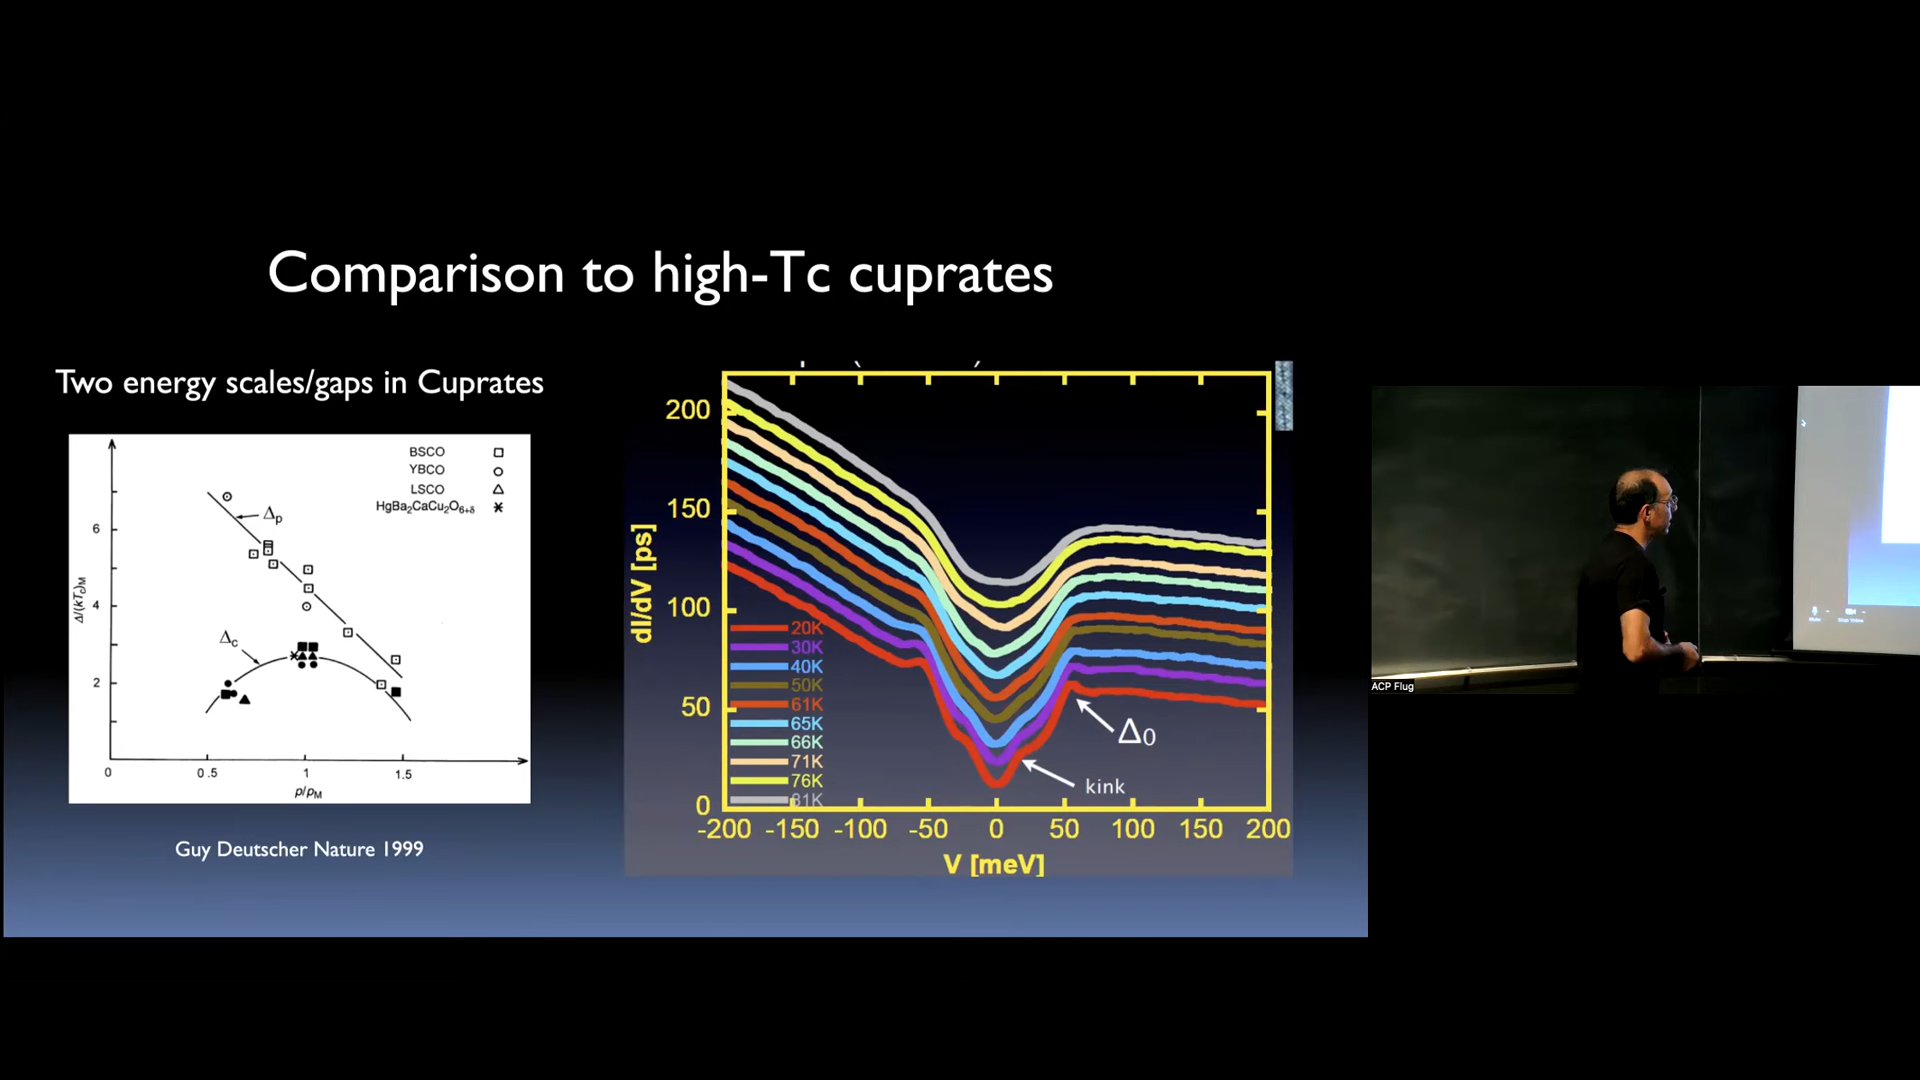 Comparison to high-Tc cuprates
Two energy scales/gaps in Cuprates
BSCO
YBCO
LSCO
HgBa₂CaCu₂O₆₊δ
Δp
Δc
Δ/(kTc)M
6
4
2
0
0.5
1
1.5
p/pM
Guy Deutscher Nature 1999
200
150
100
50
0
dI/dV [ps]
20K
30K
40K
50K
61K
65K
66K
71K
76K
81K
Δ₀
kink
-200 -150 -100 -50 0 50 100 150 200
V [meV]
ACP Flug